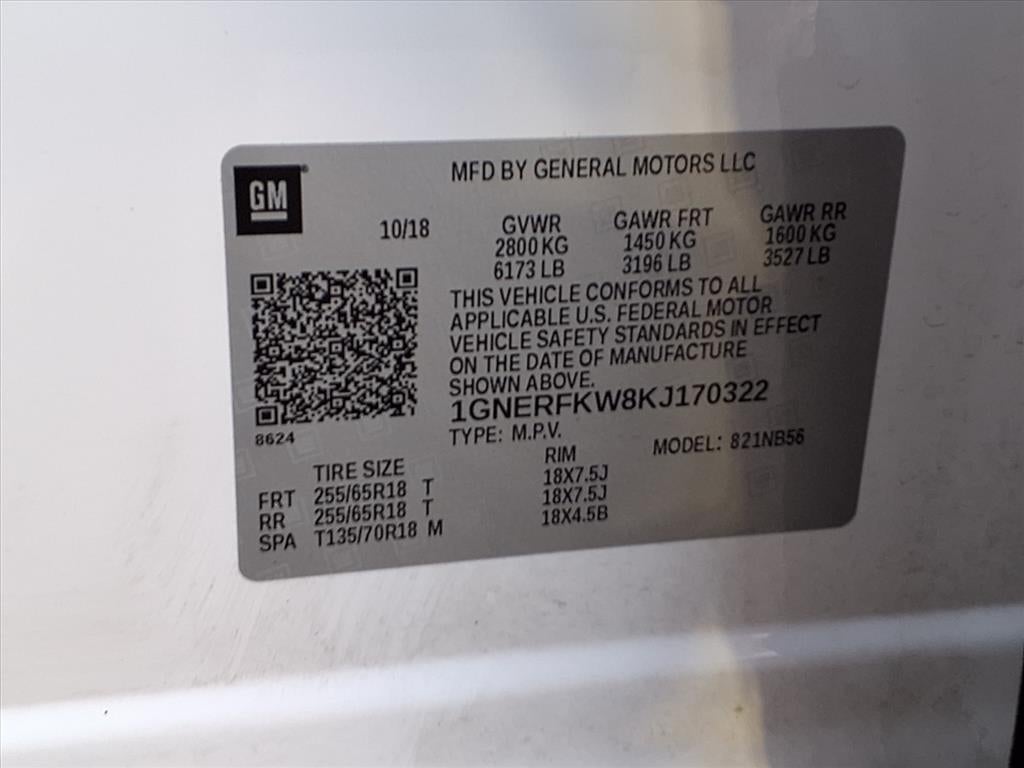 GM
MFD BY GENERAL MOTORS LLC
10/18
GVWR GAWR FRT GAWR RR
2800 KG 1450 KG 1600 KG
6173 LB 3196 LB 3527 LB
THIS VEHICLE CONFORMS TO ALL
APPLICABLE U.S. FEDERAL MOTOR
VEHICLE SAFETY STANDARDS IN EFFECT
ON THE DATE OF MANUFACTURE
SHOWN ABOVE.
1GNERFKW8KJ170322
8624
TYPE: M.P.V. MODEL: 821NB56
TIRE SIZE RIM
FRT 255/65R18 T 18X7.5J
RR 255/65R18 T 18X7.5J
SPA T135/70R18 M 18X4.5B